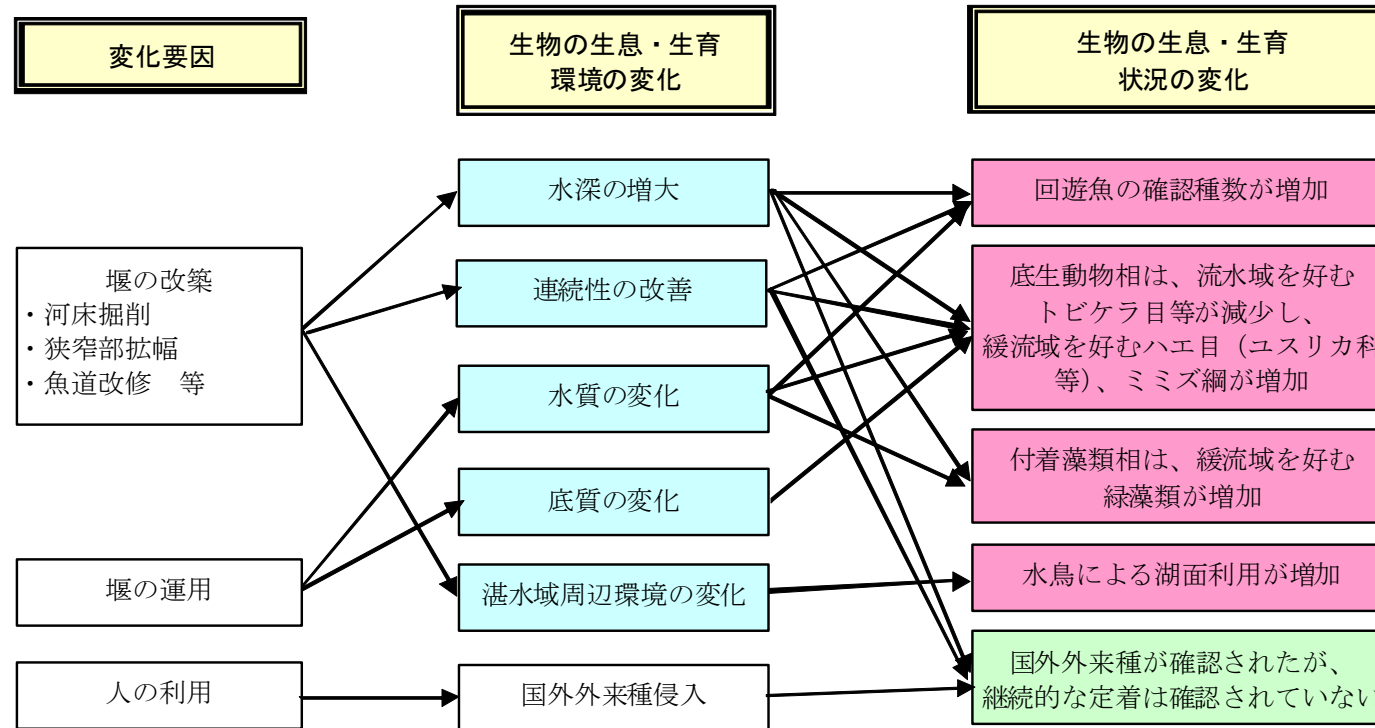 変化要因
生物の生息・生育
環境の変化
生物の生息・生育
状況の変化
堰の改築
・河床掘削
・狭窄部拡幅
・魚道改修　等
堰の運用
人の利用
水深の増大
連続性の改善
水質の変化
底質の変化
湛水域周辺環境の変化
国外外来種侵入
回遊魚の確認種数が増加
底生動物相は、流水域を好む
トビケラ目等が減少し、
緩流域を好むハエ目（ユスリカ科
等）、ミミズ綱が増加
付着藻類相は、緩流域を好む
緑藻類が増加
水鳥による湖面利用が増加
国外外来種が確認されたが、
継続的な定着は確認されていない